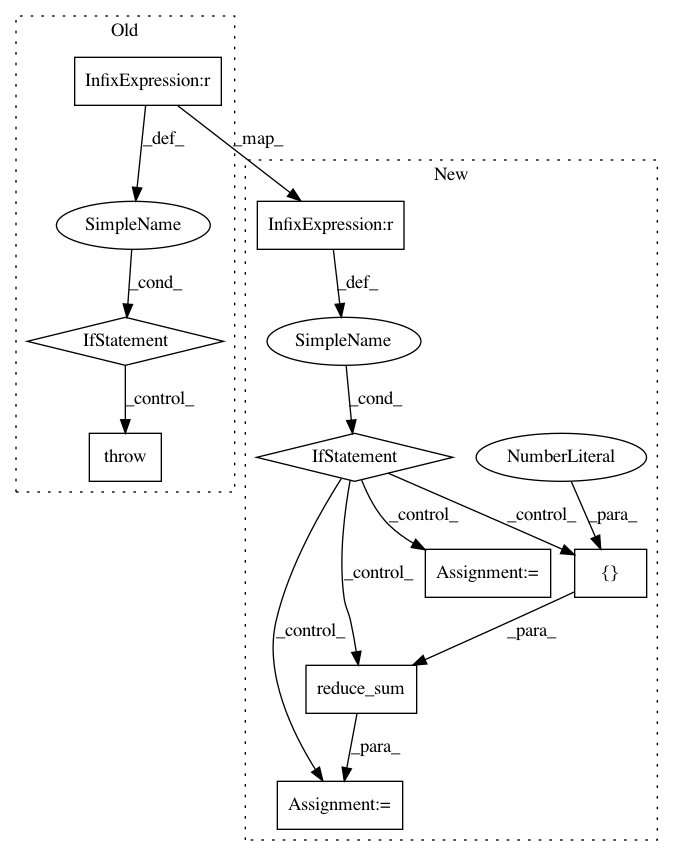 Old
InfixExpression:r
_def_
_map_
New
SimpleName
InfixExpression:r
_cond_
_def_
IfStatement
SimpleName
_control_
_cond_
throw
IfStatement
NumberLiteral
_control_
_control_
_para_
_control_
Assignment:=
{}
_control_
_para_
reduce_sum
_para_
Assignment:=